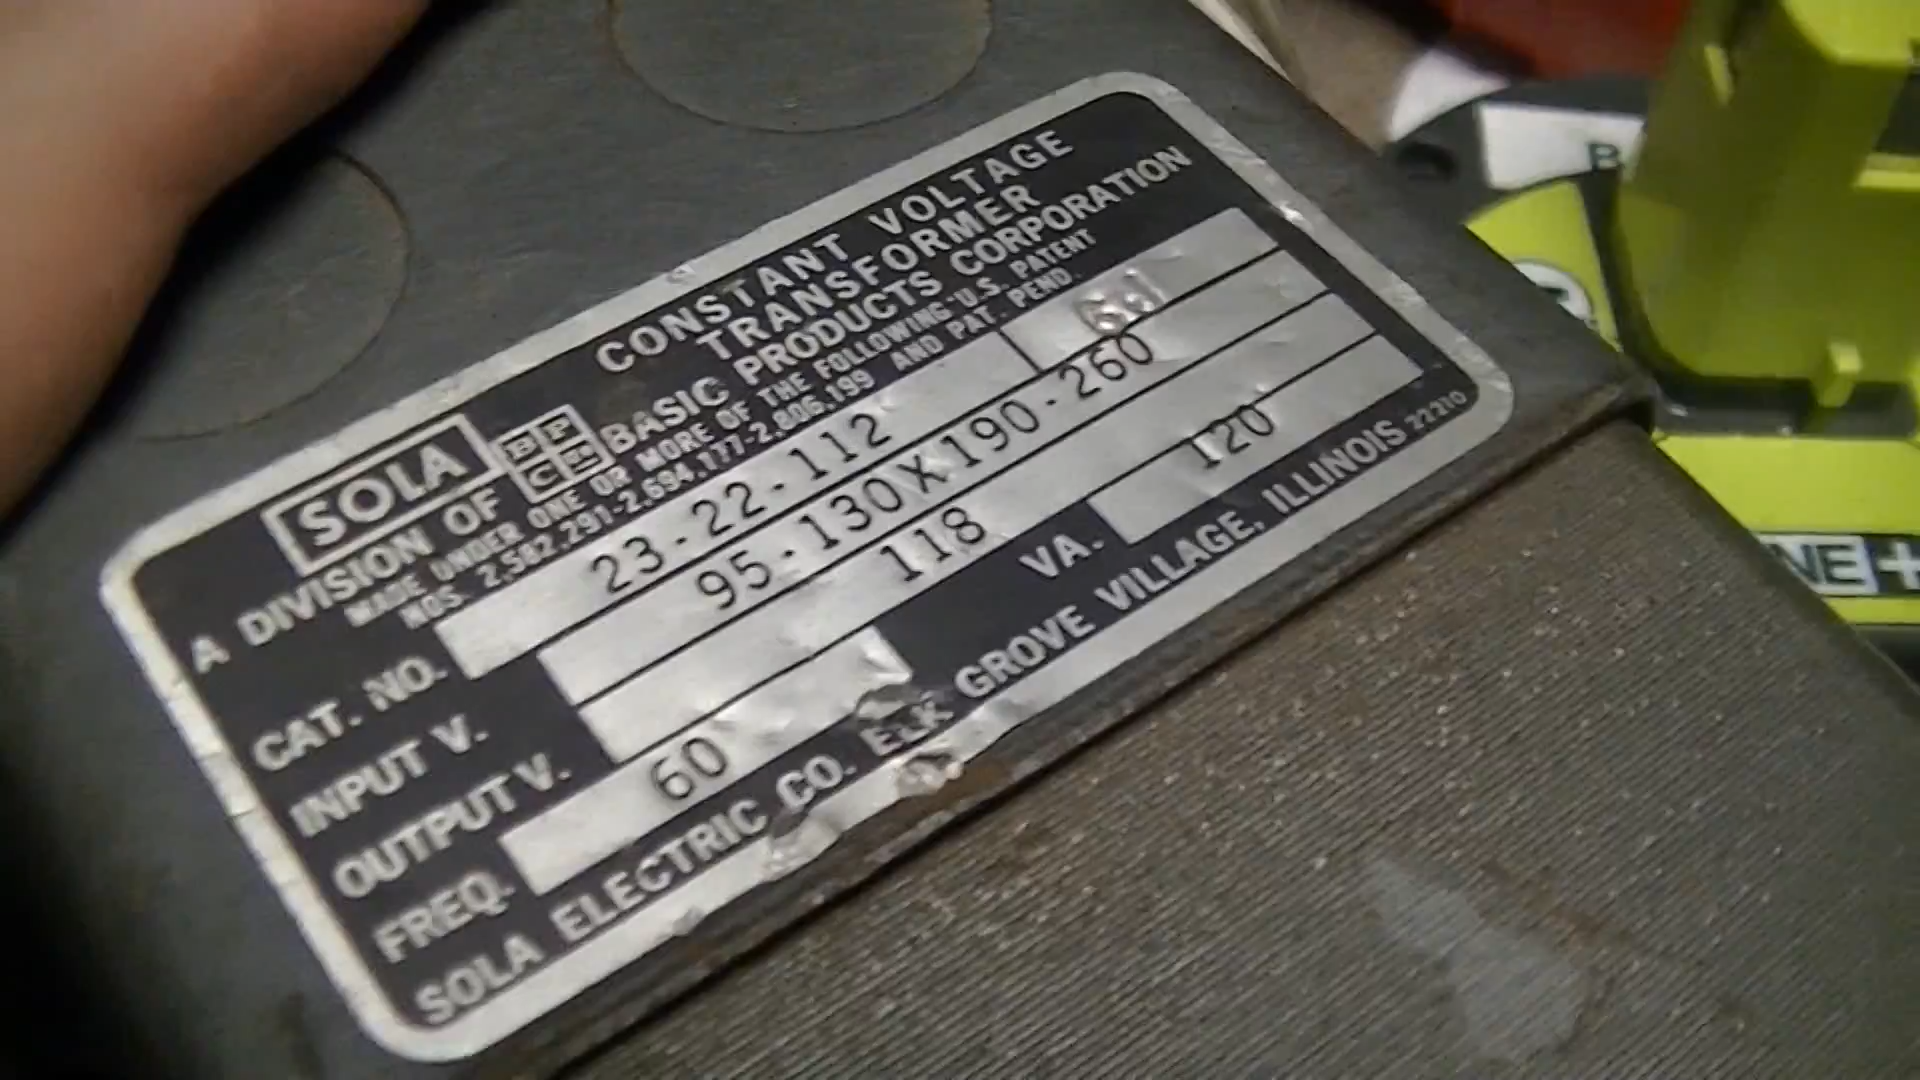 CONSTANT VOLTAGE
TRANSFORMER
SOLA
A DIVISION OF BPC BASIC PRODUCTS CORPORATION
MADE UNDER ONE OR MORE OF THE FOLLOWING U.S. PATENT
NOS. 2,582,291-2,694,177-2,806,199 AND PAT. PEND.
CAT. NO. 23-22-112
INPUT V. 95-130X190-260
OUTPUT V. 118
FREQ. 60 VA. 120
SOLA ELECTRIC CO. ELK GROVE VILLAGE, ILLINOIS 22210